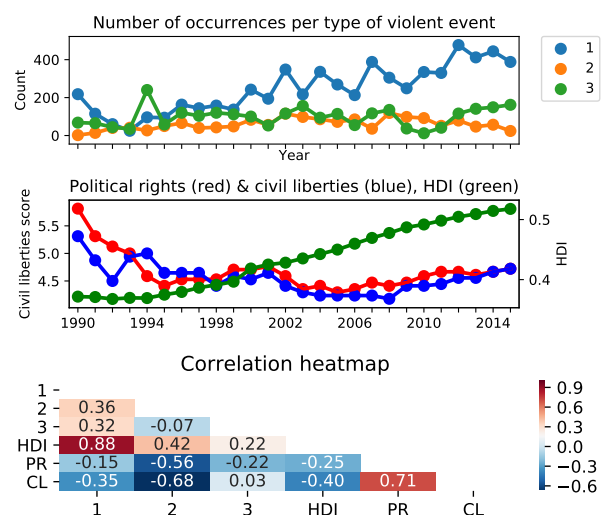 Number of occurrences per type of violent event
400
200
0
Count
Year
1
2
3
Political rights (red) & civil liberties (blue), HDI (green)
5.5
5.0
4.5
Civil liberties score
0.5
0.4
HDI
1990 1994 1998 2002 2006 2010 2014
Correlation heatmap
1
2 0.36
3 0.32 -0.07
HDI 0.88 0.42 0.22
PR -0.15 -0.56 -0.22 -0.25
CL -0.35 -0.68 0.03 -0.40 0.71
1 2 3 HDI PR CL
0.9
0.6
0.3
0.0
−0.3
−0.6